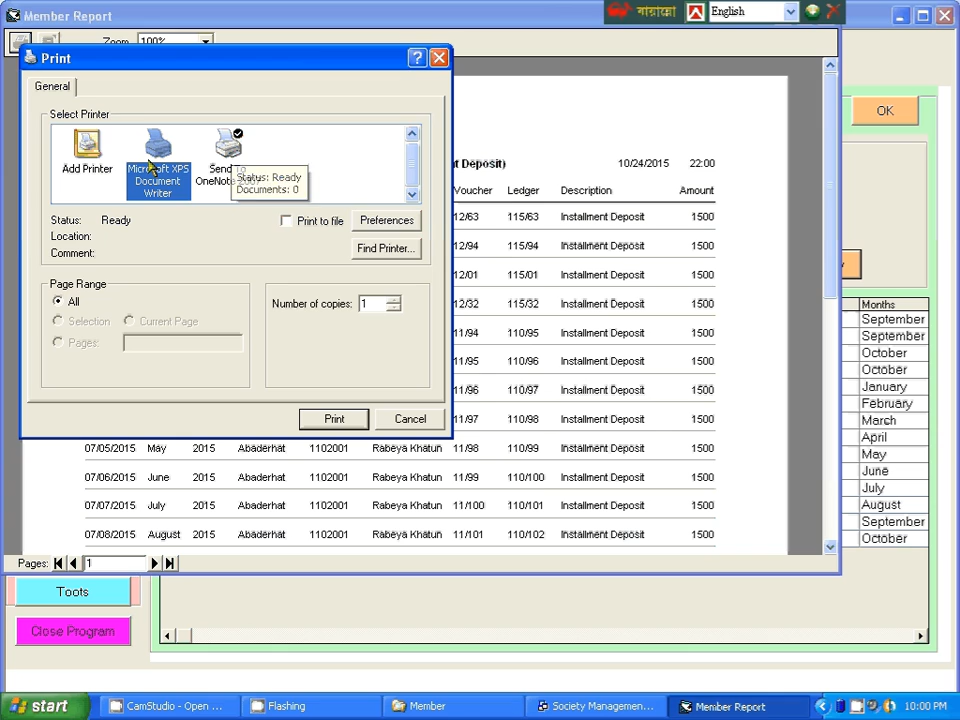 Member Report
বায়ান্নো
English
Zoom 100%
Print
General
Select Printer
Add Printer
Microsoft XPS
Document
Writer
Send To
OneNote 2007
Status: Ready
Documents: 0
Status: Ready
Print to file
Preferences
Location:
Comment:
Find Printer...
Page Range
All
Selection
Current Page
Pages:
Number of copies: 1
Print
Cancel
t Deposit)
10/24/2015 22:00
Voucher Ledger Description Amount
12/63 115/63 Installment Deposit 1500
12/94 115/94 Installment Deposit 1500
12/01 115/01 Installment Deposit 1500
12/32 115/32 Installment Deposit 1500
11/94 110/95 Installment Deposit 1500
11/95 110/96 Installment Deposit 1500
11/96 110/97 Installment Deposit 1500
11/97 110/98 Installment Deposit 1500
07/05/2015 May 2015 Abaderhat 1102001 Rabeya Khatun 11/98 110/99 Installment Deposit 1500
07/06/2015 June 2015 Abaderhat 1102001 Rabeya Khatun 11/99 110/100 Installment Deposit 1500
07/07/2015 July 2015 Abaderhat 1102001 Rabeya Khatun 11/100 110/101 Installment Deposit 1500
07/08/2015 August 2015 Abaderhat 1102001 Rabeya Khatun 11/101 110/102 Installment Deposit 1500
Pages: 1
OK
y
Months
September
September
October
October
January
February
March
April
May
June
July
August
September
October
Toots
Close Program
start
CamStudio - Open ...
Flashing
Member
Society Managemen...
Member Report
10:00 PM